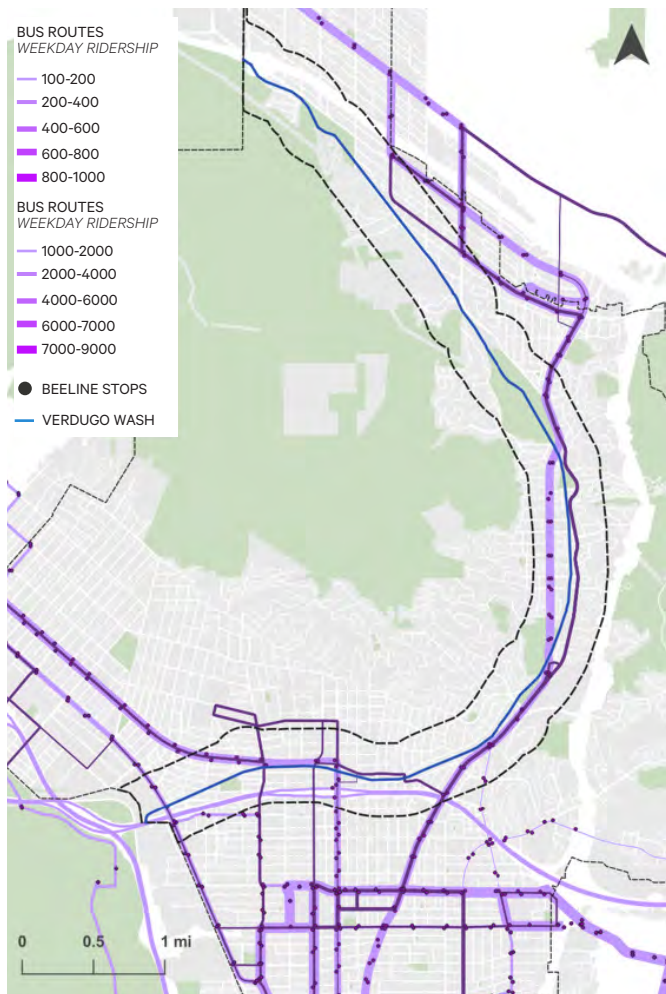 BUS ROUTES
WEEKDAY RIDERSHIP
100-200
200-400
400-600
600-800
800-1000
BUS ROUTES
WEEKDAY RIDERSHIP
1000-2000
2000-4000
4000-6000
6000-7000
7000-9000
BEELINE STOPS
VERDUGO WASH
0 0.5 1 mi